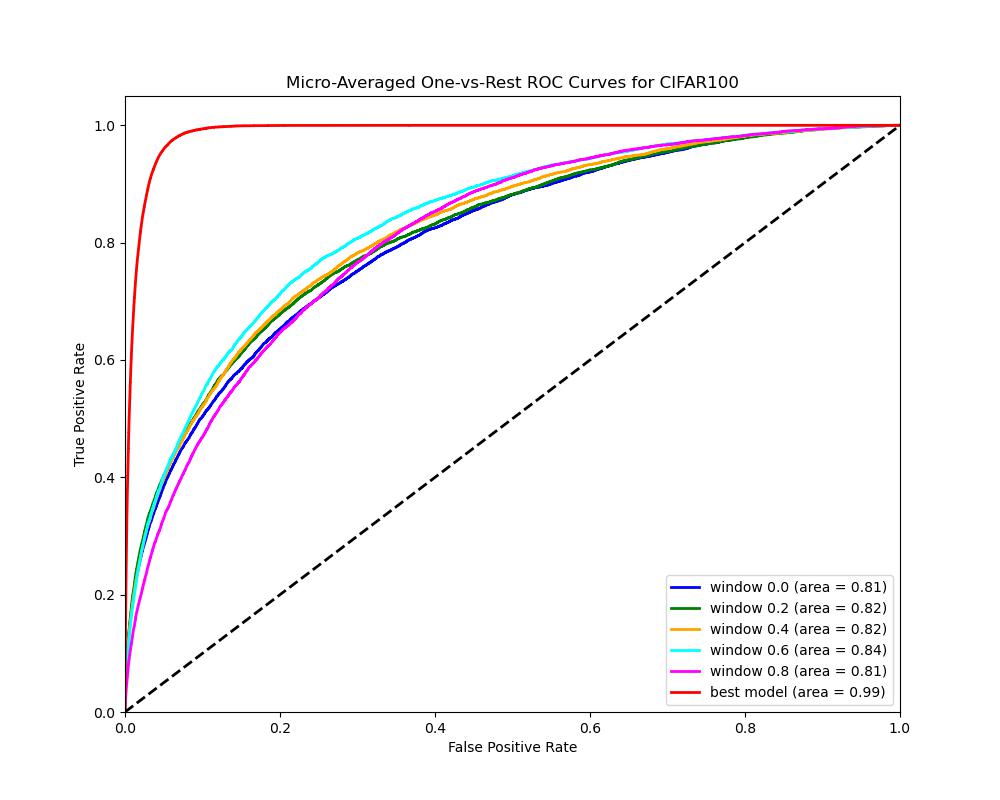 Micro-Averaged One-vs-Rest ROC Curves for CIFAR100
True Positive Rate
1.0
0.8
0.6
0.4
0.2
0.0
window 0.0 (area = 0.81)
window 0.2 (area = 0.82)
window 0.4 (area = 0.82)
window 0.6 (area = 0.84)
window 0.8 (area = 0.81)
best model (area = 0.99)
0.0 0.2 0.4 0.6 0.8 1.0
False Positive Rate